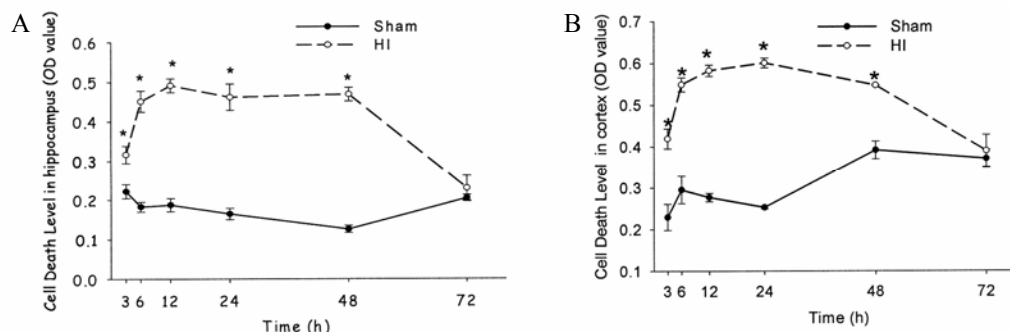 A
Sham
HI
Cell Death Level in hippocampus (OD value)
0.6
0.5
0.4
0.3
0.2
0.1
0.0
*
*
*
*
*
3 6 12 24 48 72
Time (h)
B
Sham
HI
Cell Death Level in cortex (OD value)
0.7
0.6
0.5
0.4
0.3
0.2
0.1
*
*
*
*
*
3 6 12 24 48 72
Time (h)